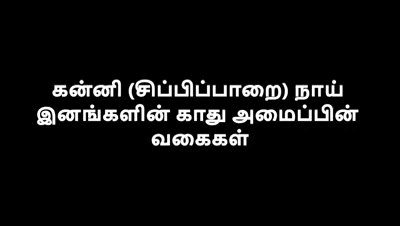 கன்னி (சிப்பிப்பாறை) நாய்
இனங்களின் காது அமைப்பின்
வகைகள்